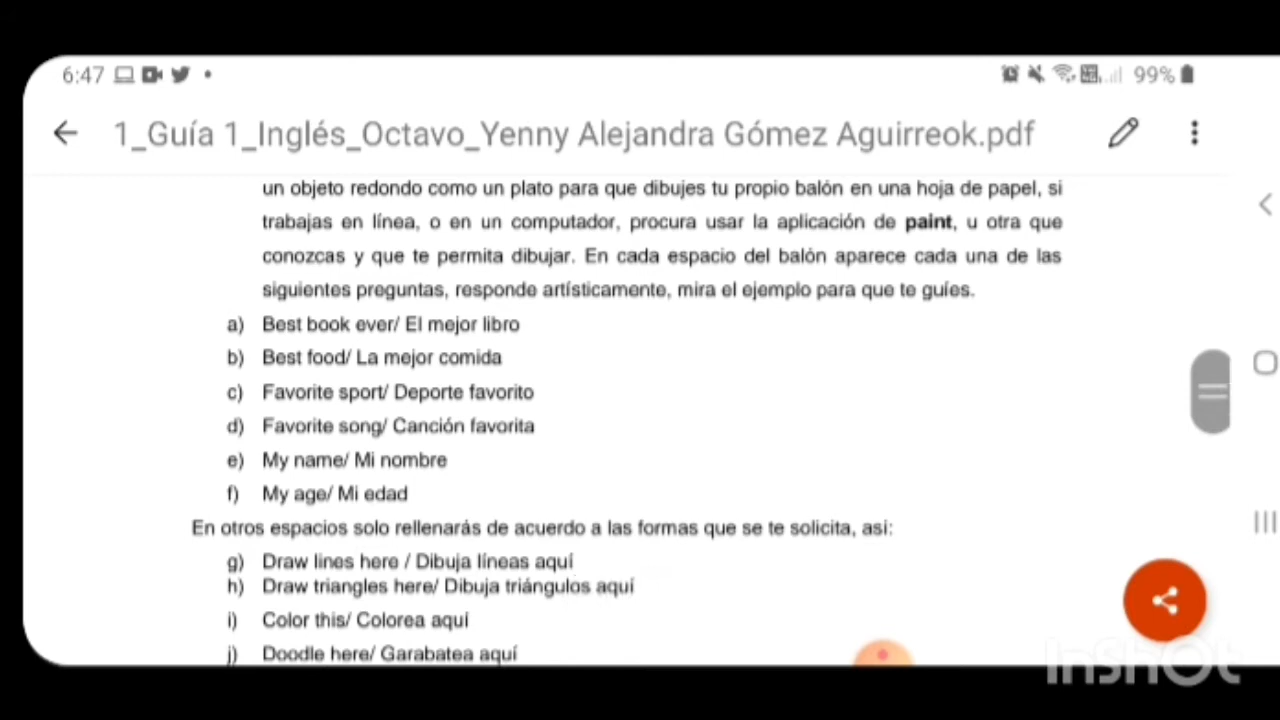 6:47 99%
1_Guía 1_Inglés_Octavo_Yenny Alejandra Gómez Aguirreok.pdf
un objeto redondo como un plato para que dibujes tu propio balón en una hoja de papel, si
trabajas en línea, o en un computador, procura usar la aplicación de paint, u otra que
conozcas y que te permita dibujar. En cada espacio del balón aparece cada una de las
siguientes preguntas, responde artísticamente, mira el ejemplo para que te guíes.
a) Best book ever/ El mejor libro
b) Best food/ La mejor comida
c) Favorite sport/ Deporte favorito
d) Favorite song/ Canción favorita
e) My name/ Mi nombre
f) My age/ Mi edad
En otros espacios solo rellenarás de acuerdo a las formas que se te solicita, así:
g) Draw lines here / Dibuja líneas aquí
h) Draw triangles here/ Dibuja triángulos aquí
i) Color this/ Colorea aquí
j) Doodle here/ Garabatea aquí
InShOt